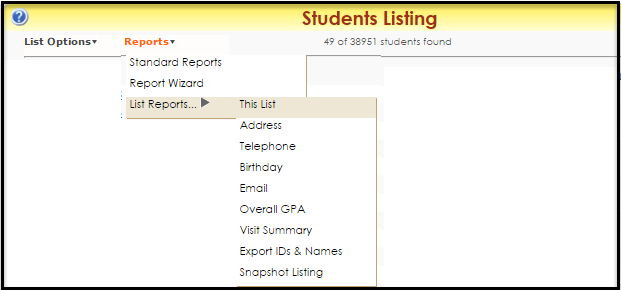 Students Listing
List Options▾ Reports▾ 49 of 38951 students found
Standard Reports
Report Wizard
List Reports... ▶ This List
Address
Telephone
Birthday
Email
Overall GPA
Visit Summary
Export IDs & Names
Snapshot Listing